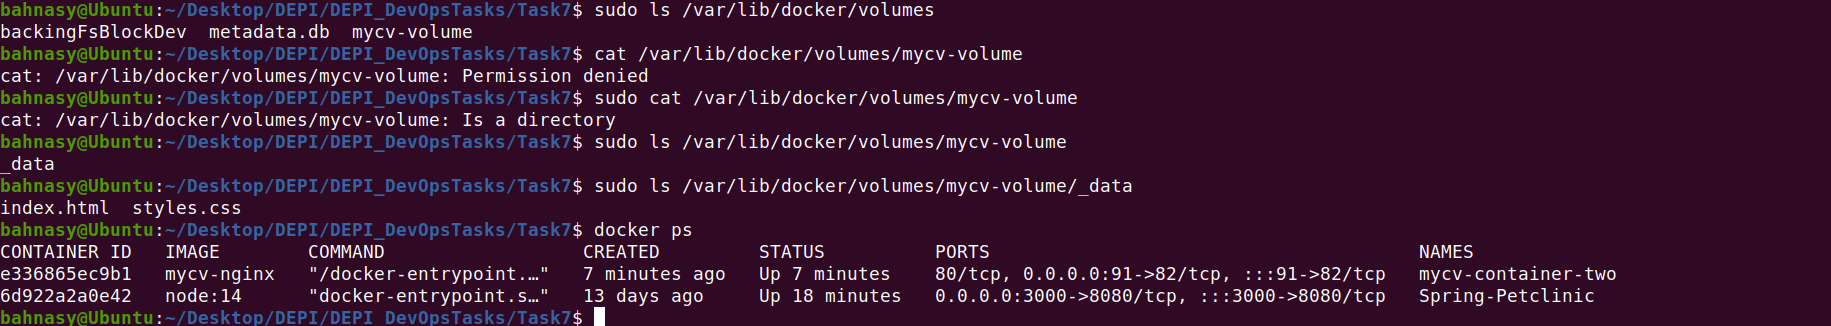 bahnasy@Ubuntu:~/Desktop/DEPI/DEPI_DevOpsTasks/Task7$ sudo ls /var/lib/docker/volumes
backingFsBlockDev  metadata.db  mycv-volume
bahnasy@Ubuntu:~/Desktop/DEPI/DEPI_DevOpsTasks/Task7$ cat /var/lib/docker/volumes/mycv-volume
cat: /var/lib/docker/volumes/mycv-volume: Permission denied
bahnasy@Ubuntu:~/Desktop/DEPI/DEPI_DevOpsTasks/Task7$ sudo cat /var/lib/docker/volumes/mycv-volume
cat: /var/lib/docker/volumes/mycv-volume: Is a directory
bahnasy@Ubuntu:~/Desktop/DEPI/DEPI_DevOpsTasks/Task7$ sudo ls /var/lib/docker/volumes/mycv-volume
_data
bahnasy@Ubuntu:~/Desktop/DEPI/DEPI_DevOpsTasks/Task7$ sudo ls /var/lib/docker/volumes/mycv-volume/_data
index.html  styles.css
bahnasy@Ubuntu:~/Desktop/DEPI/DEPI_DevOpsTasks/Task7$ docker ps
CONTAINER ID   IMAGE        COMMAND                  CREATED         STATUS          PORTS                                       NAMES
e336865ec9b1   mycv-nginx   "/docker-entrypoint.…"   7 minutes ago   Up 7 minutes    80/tcp, 0.0.0.0:91->82/tcp, :::91->82/tcp   mycv-container-two
6d922a2a0e42   node:14      "docker-entrypoint.s…"   13 days ago     Up 18 minutes   0.0.0.0:3000->8080/tcp, :::3000->8080/tcp   Spring-Petclinic
bahnasy@Ubuntu:~/Desktop/DEPI/DEPI_DevOpsTasks/Task7$